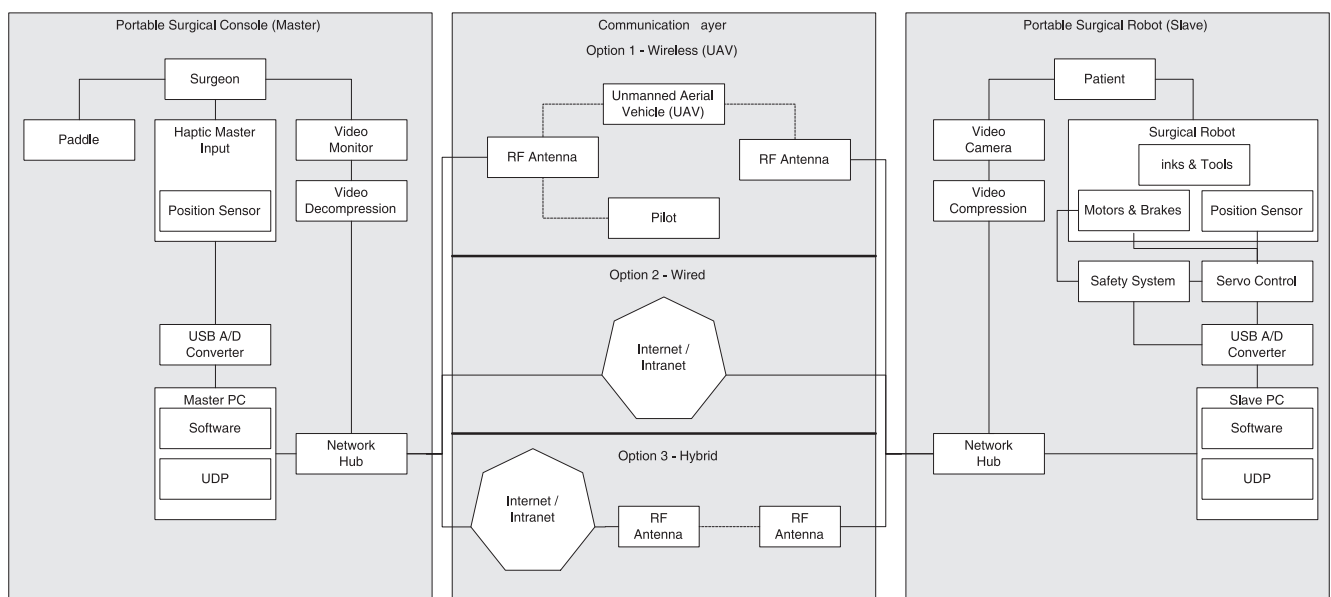 Portable Surgical Console (Master)
Surgeon
Paddle
Haptic Master
Input
Position Sensor
Video
Monitor
Video
Decompression
USB A/D
Converter
Master PC
Software
UDP
Network
Hub
Communication ayer
Option 1 - Wireless (UAV)
Unmanned Aerial
Vehicle (UAV)
RF Antenna
RF Antenna
Pilot
Option 2 - Wired
Internet /
Intranet
Option 3 - Hybrid
Internet /
Intranet
RF
Antenna
RF
Antenna
Portable Surgical Robot (Slave)
Patient
Video
Camera
Video
Compression
Surgical Robot
inks & Tools
Motors & Brakes
Position Sensor
Safety System
Servo Control
USB A/D
Converter
Slave PC
Software
UDP
Network
Hub